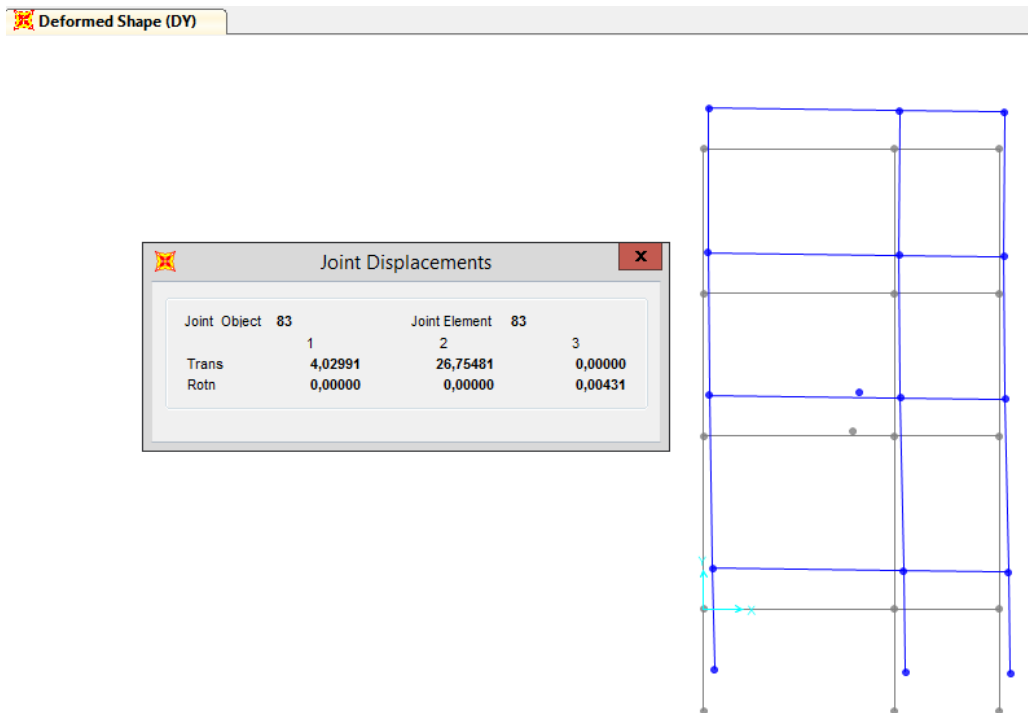 Deformed Shape (DY)
Joint Displacements
x
Joint Object 83 Joint Element 83
1 2 3
Trans 4,02991 26,75481 0,00000
Rotn 0,00000 0,00000 0,00431
Y
X